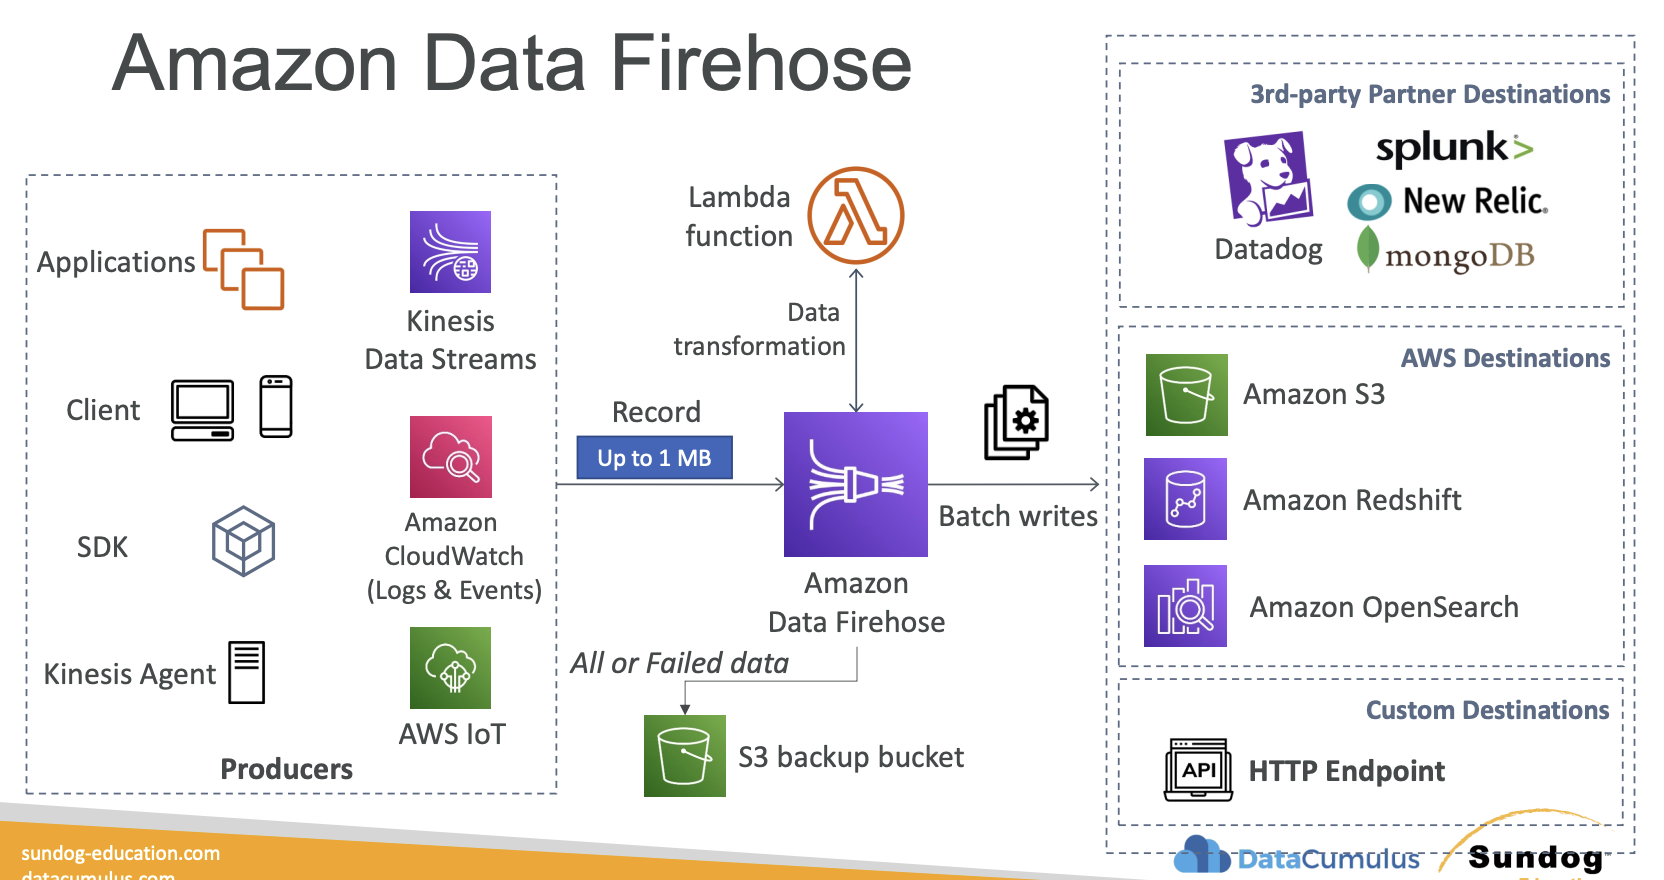 Amazon Data Firehose
Applications
Kinesis
Data Streams
Client
Amazon
CloudWatch
(Logs & Events)
SDK
Kinesis Agent
AWS IoT
Producers
Record
Up to 1 MB
Lambda
function
Data
transformation
Amazon
Data Firehose
All or Failed data
S3 backup bucket
Batch writes
3rd-party Partner Destinations
Datadog
splunk>
New Relic.
mongoDB
AWS Destinations
Amazon S3
Amazon Redshift
Amazon OpenSearch
Custom Destinations
API
HTTP Endpoint
sundog-education.com
datacumulus.com
DataCumulus
Sundog